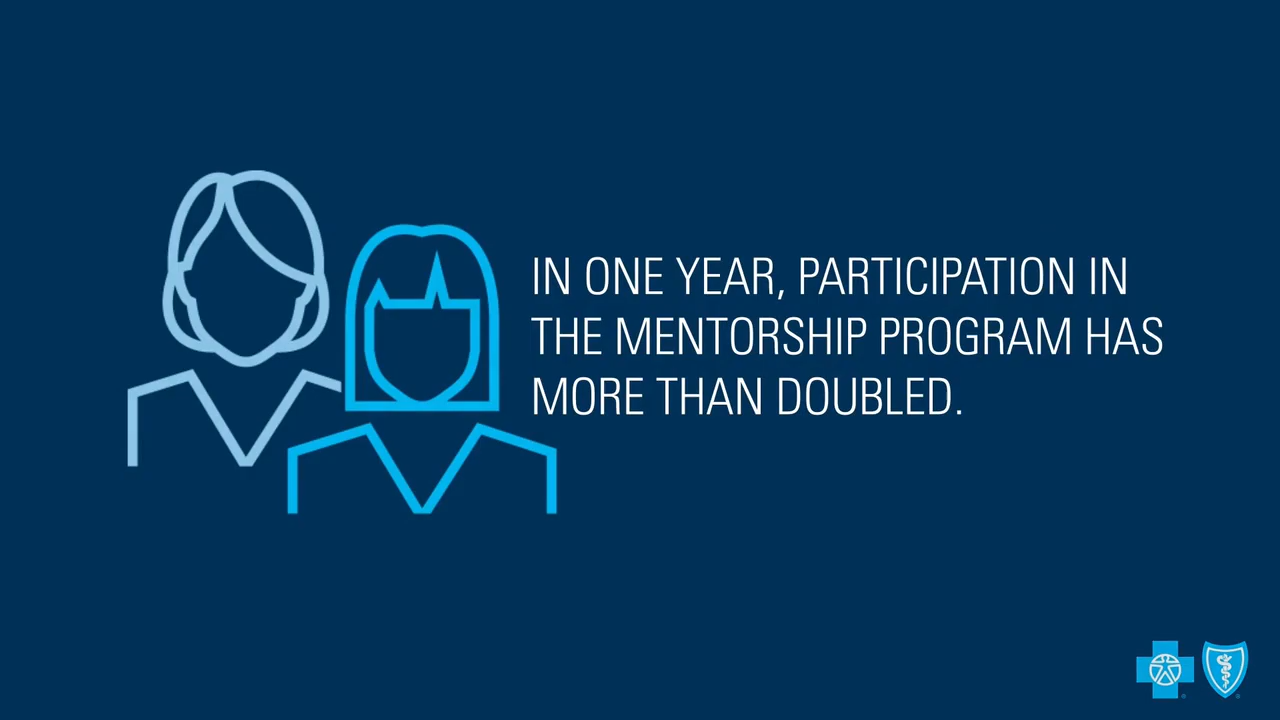 IN ONE YEAR, PARTICIPATION IN
THE MENTORSHIP PROGRAM HAS
MORE THAN DOUBLED.